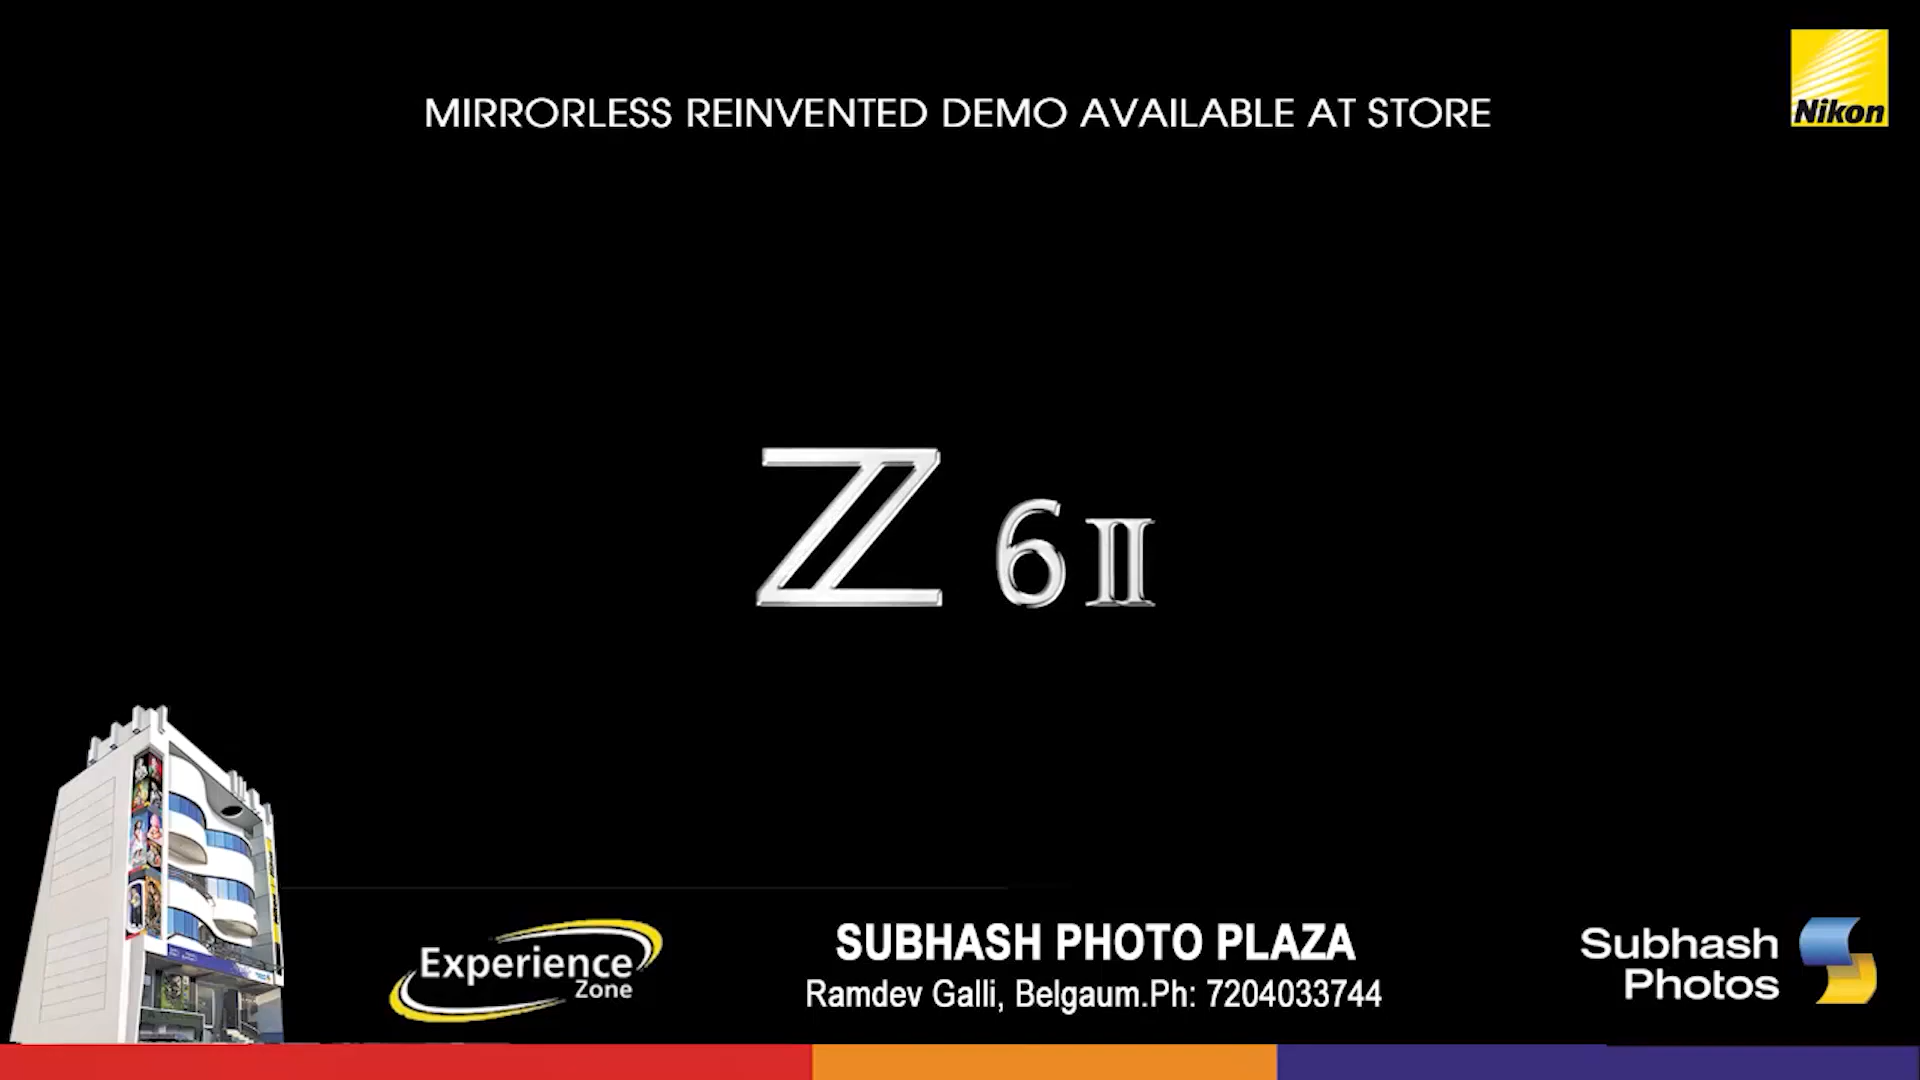 MIRRORLESS REINVENTED DEMO AVAILABLE AT STORE
Nikon
Z 6II
Experience
Zone
SUBHASH PHOTO PLAZA
Ramdev Galli, Belgaum.Ph: 7204033744
Subhash
Photos